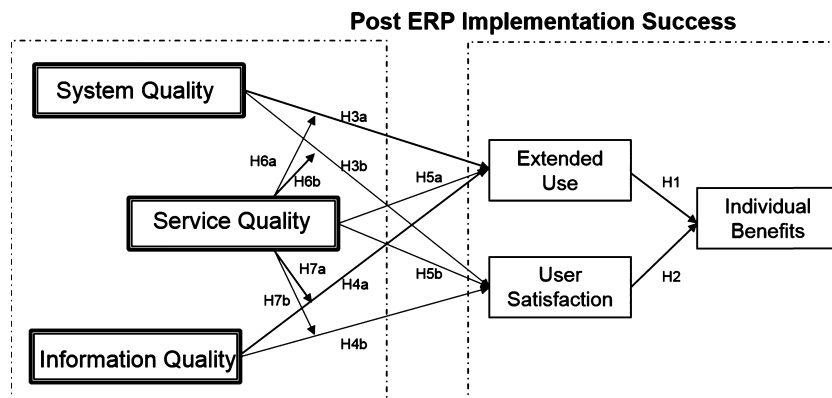 Post ERP Implementation Success
System Quality
H3a
H6a
H3b
H6b
H5a
Extended
Use
H1
Service Quality
Individual
Benefits
H7a
H5b
H7b
H4a
User
Satisfaction
H2
H4b
Information Quality